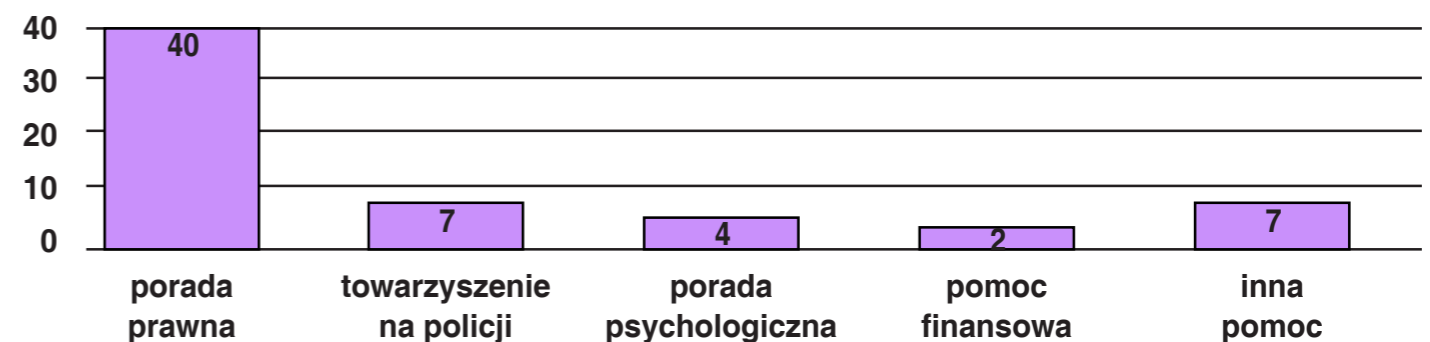 40
40
30
20
10
7
4
2
7
0
porada
prawna
towarzyszenie
na policji
porada
psychologiczna
pomoc
finansowa
inna
pomoc